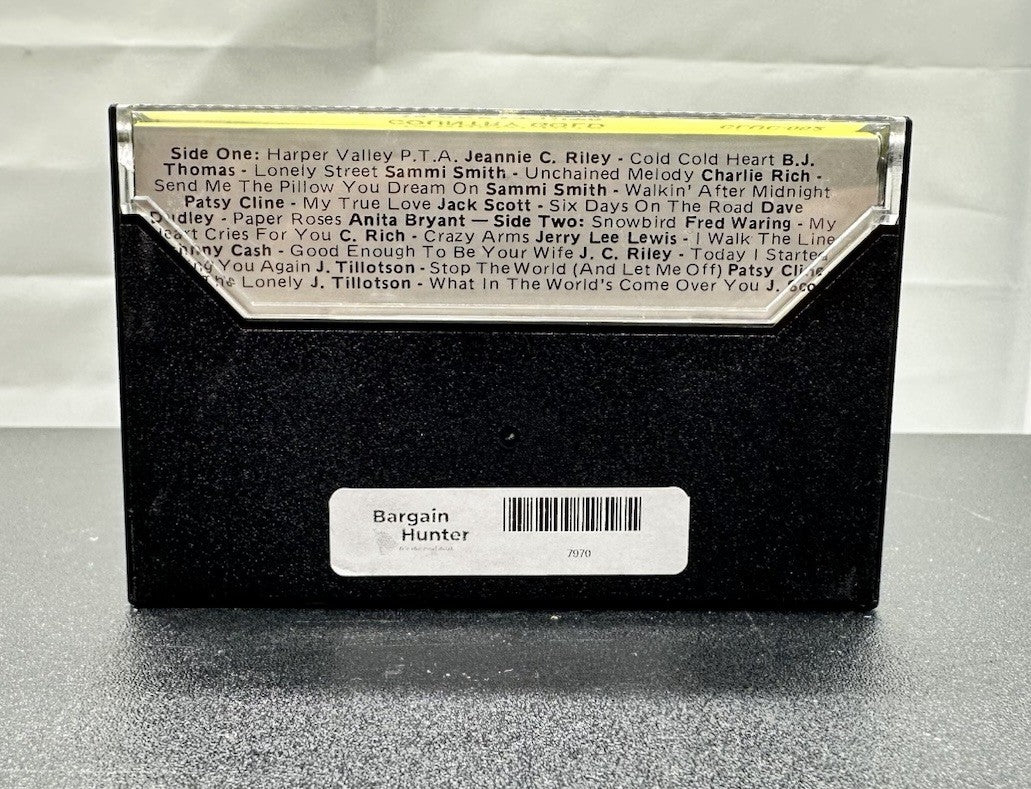 COUNTRY GOLD
Side One: Harper Valley P.T.A. Jeannie C. Riley - Cold Cold Heart B.J.
Thomas - Lonely Street Sammi Smith - Unchained Melody Charlie Rich -
Send Me The Pillow You Dream On Sammi Smith - Walkin' After Midnight
Patsy Cline - My True Love Jack Scott - Six Days On The Road Dave
Dudley - Paper Roses Anita Bryant — Side Two: Snowbird Fred Waring - My
Heart Cries For You C. Rich - Crazy Arms Jerry Lee Lewis - I Walk The Line
Johnny Cash - Good Enough To Be Your Wife J. C. Riley - Today I Started
You Again J. Tillotson - Stop The World (And Let Me Off) Patsy Cline
The Lonely J. Tillotson - What In The World's Come Over You J. Sco
Bargain
Hunter
7970